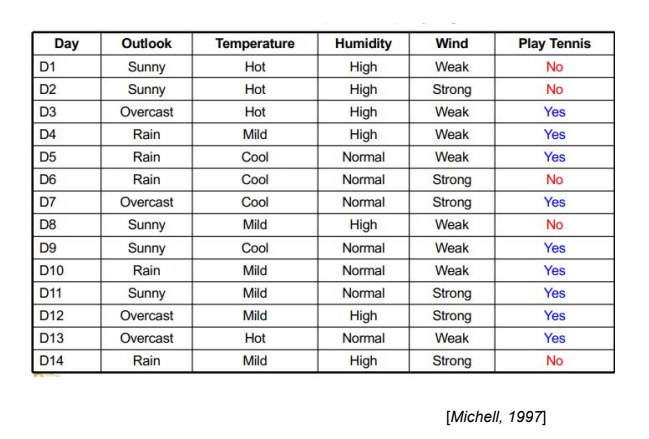 Day Outlook Temperature Humidity Wind Play Tennis
D1 Sunny Hot High Weak No
D2 Sunny Hot High Strong No
D3 Overcast Hot High Weak Yes
D4 Rain Mild High Weak Yes
D5 Rain Cool Normal Weak Yes
D6 Rain Cool Normal Strong No
D7 Overcast Cool Normal Strong Yes
D8 Sunny Mild High Weak No
D9 Sunny Cool Normal Weak Yes
D10 Rain Mild Normal Weak Yes
D11 Sunny Mild Normal Strong Yes
D12 Overcast Mild High Strong Yes
D13 Overcast Hot Normal Weak Yes
D14 Rain Mild High Strong No
[Michell, 1997]